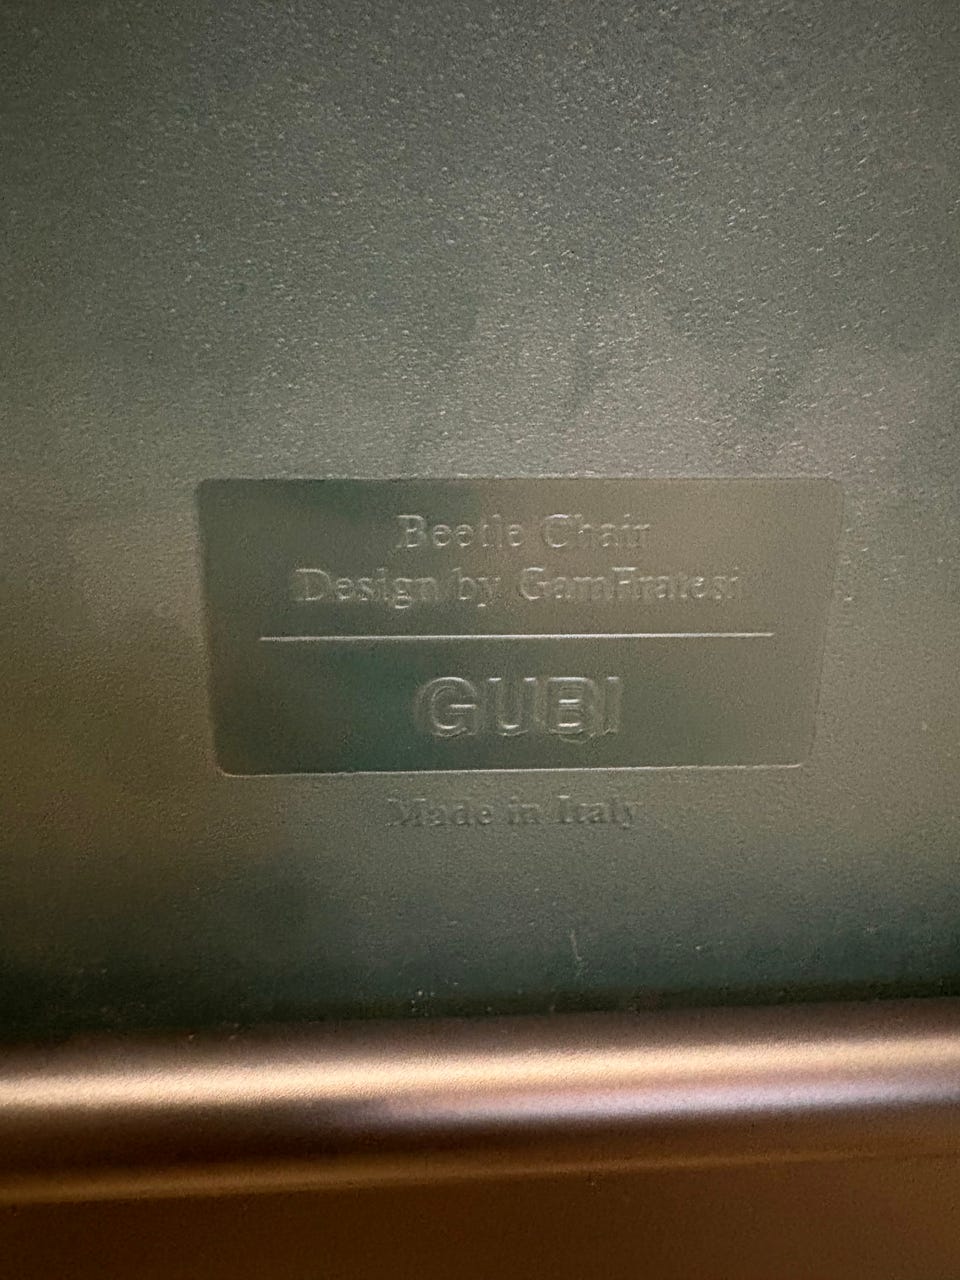 Beetle Chair
Design by GamFratesi
GUBI
Made in Italy